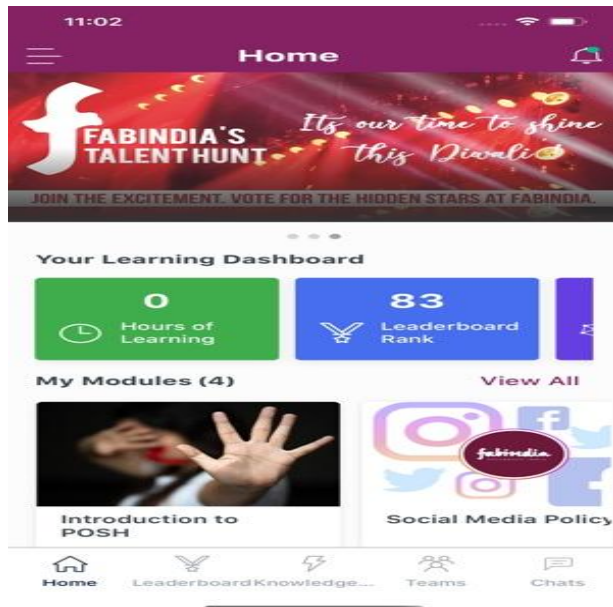 11:02
Home
FABINDIA'S
TALENT HUNT
Its our time to shine
this Diwali
JOIN THE EXCITEMENT. VOTE FOR THE HIDDEN STARS AT FABINDIA.
Your Learning Dashboard
0
Hours of
Learning
83
Leaderboard
Rank
My Modules (4)
View All
fabindia
Introduction to
POSH
Social Media Policy
Home
Leaderboard
Knowledge...
Teams
Chats